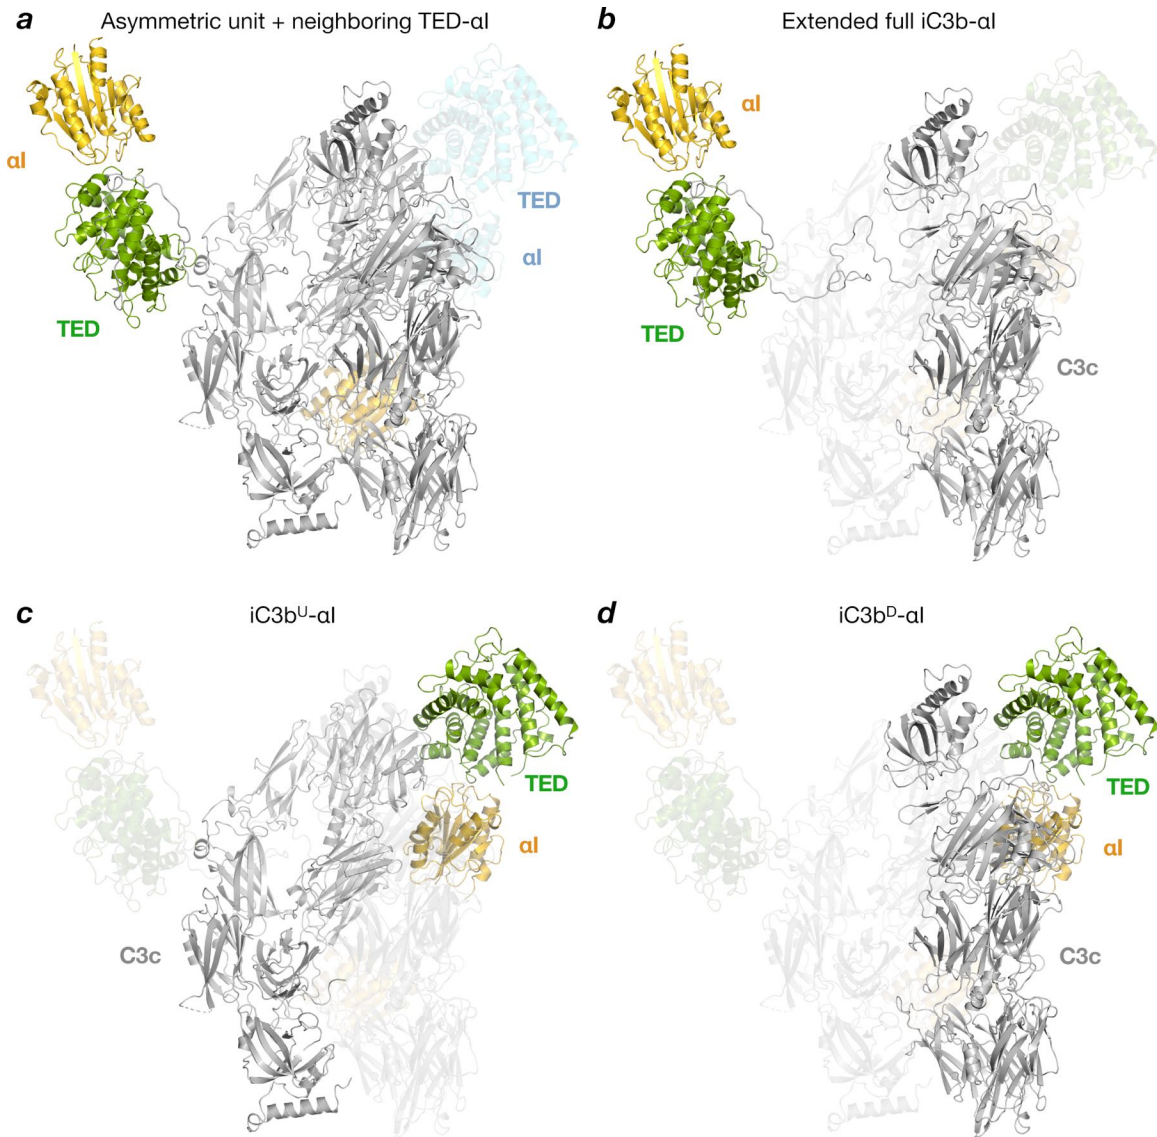 a Asymmetric unit + neighboring TED-αI
αI
TED
TED
αI
b Extended full iC3b-αI
αI
TED
C3c
c iC3bᵁ-αI
TED
αI
C3c
d iC3bᴰ-αI
TED
αI
C3c